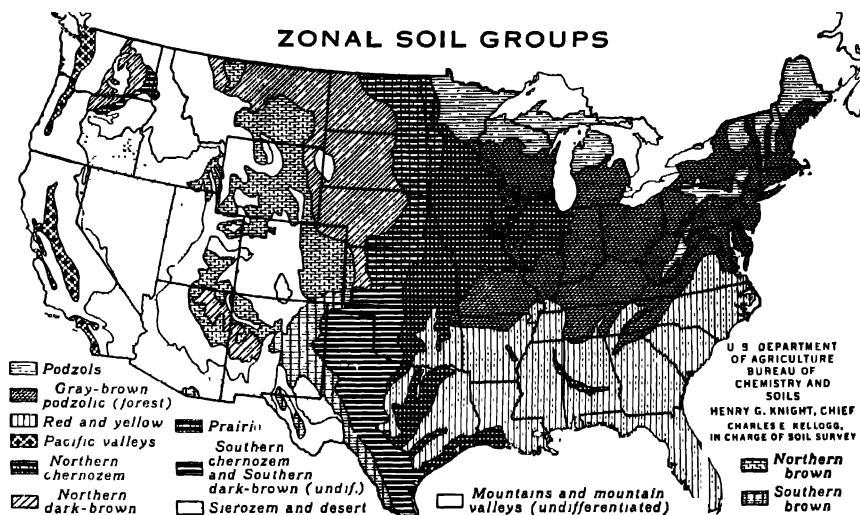 ZONAL SOIL GROUPS
Podzols
Gray-brown
podzolic (forest)
Red and yellow
Pacific valleys
Northern
chernozem
Northern
dark-brown
Prairi
Southern
chernozem
and Southern
dark-brown (undif.)
Sierozem and desert
Mountains and mountain
valleys (undifferentiated)
U S DEPARTMENT
OF AGRICULTURE
BUREAU OF
CHEMISTRY AND
SOILS
HENRY G. KNIGHT, CHIEF
CHARLES E KELLOGG,
IN CHARGE OF SOIL SURVEY
Northern
brown
Southern
brown